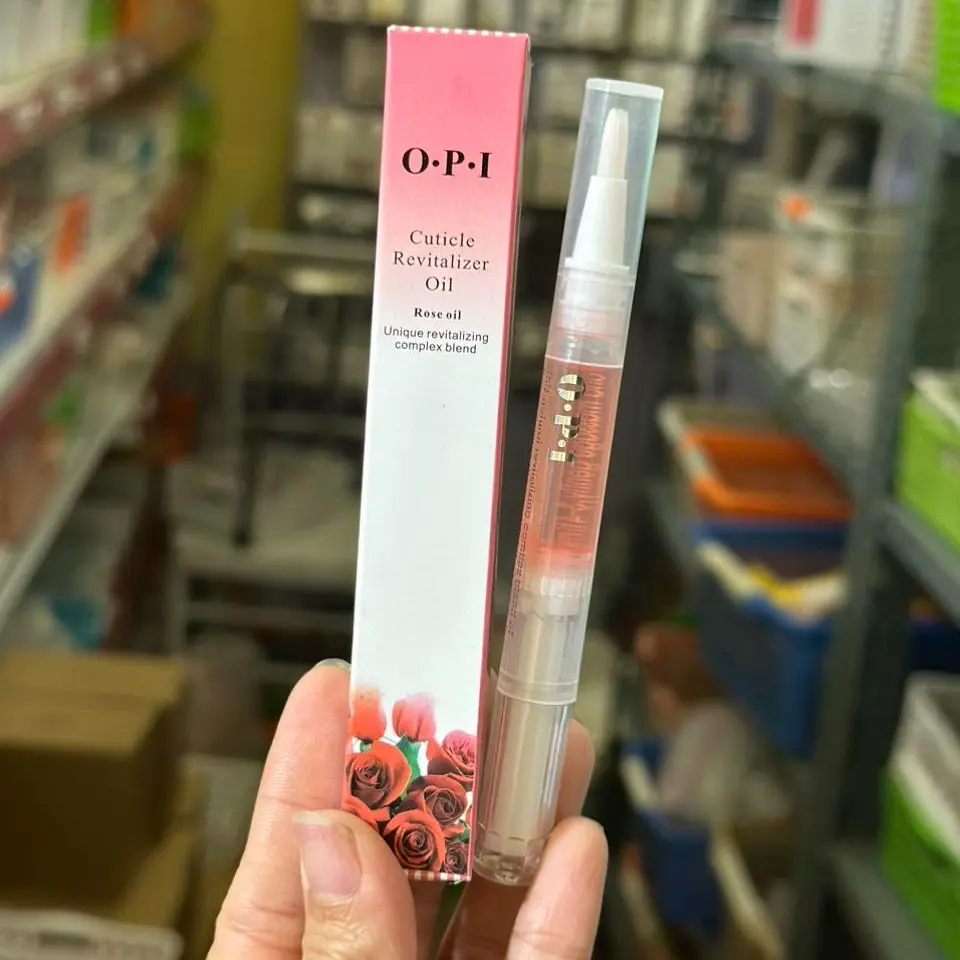 O·P·I
Cuticle
Revitalizer
Oil
Rose oil
Unique revitalizing
complex blend
O·P·I